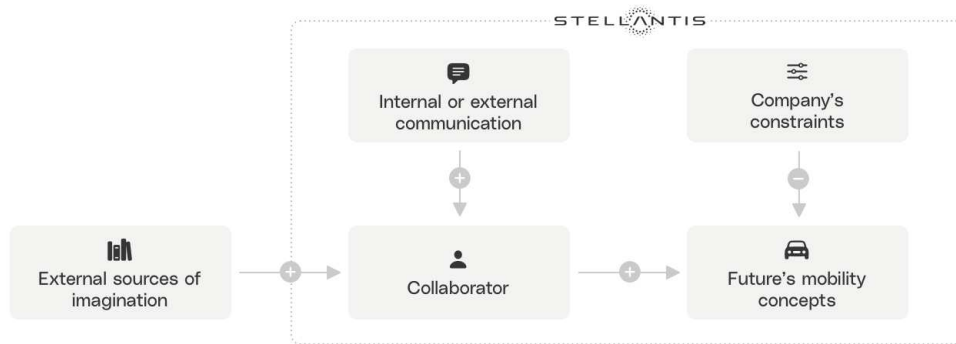 STELLANTIS
Internal or external
communication
Company's
constraints
External sources of
imagination
Collaborator
Future's mobility
concepts